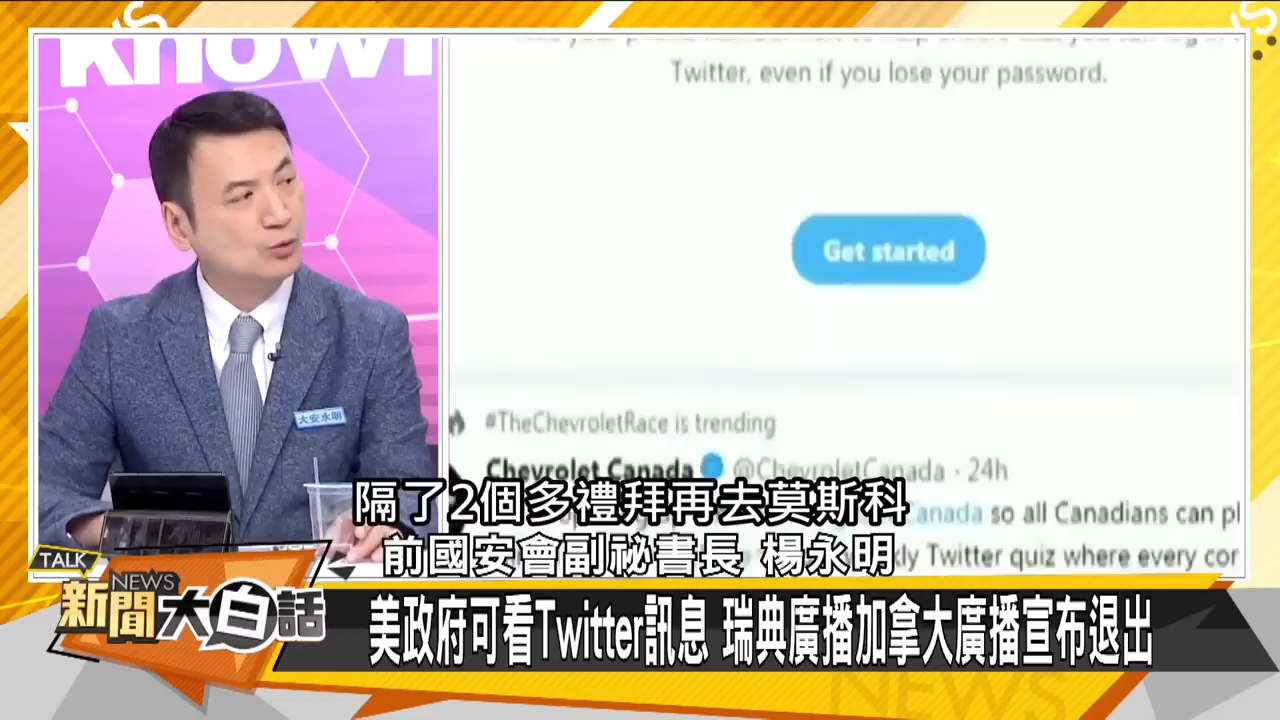 know
Twitter, even if you lose your password.
Get started
#TheChevroletRace is trending
Chevrolet Canada @ChevroletCanada · 24h
Canada so all Canadians can pl
kly Twitter quiz where every cor
大安永明
隔了2個多禮拜再去莫斯科
前國安會副祕書長 楊永明
TALK
NEWS
新聞大白話
美政府可看Twitter訊息 瑞典廣播加拿大廣播宣布退出
NEWS